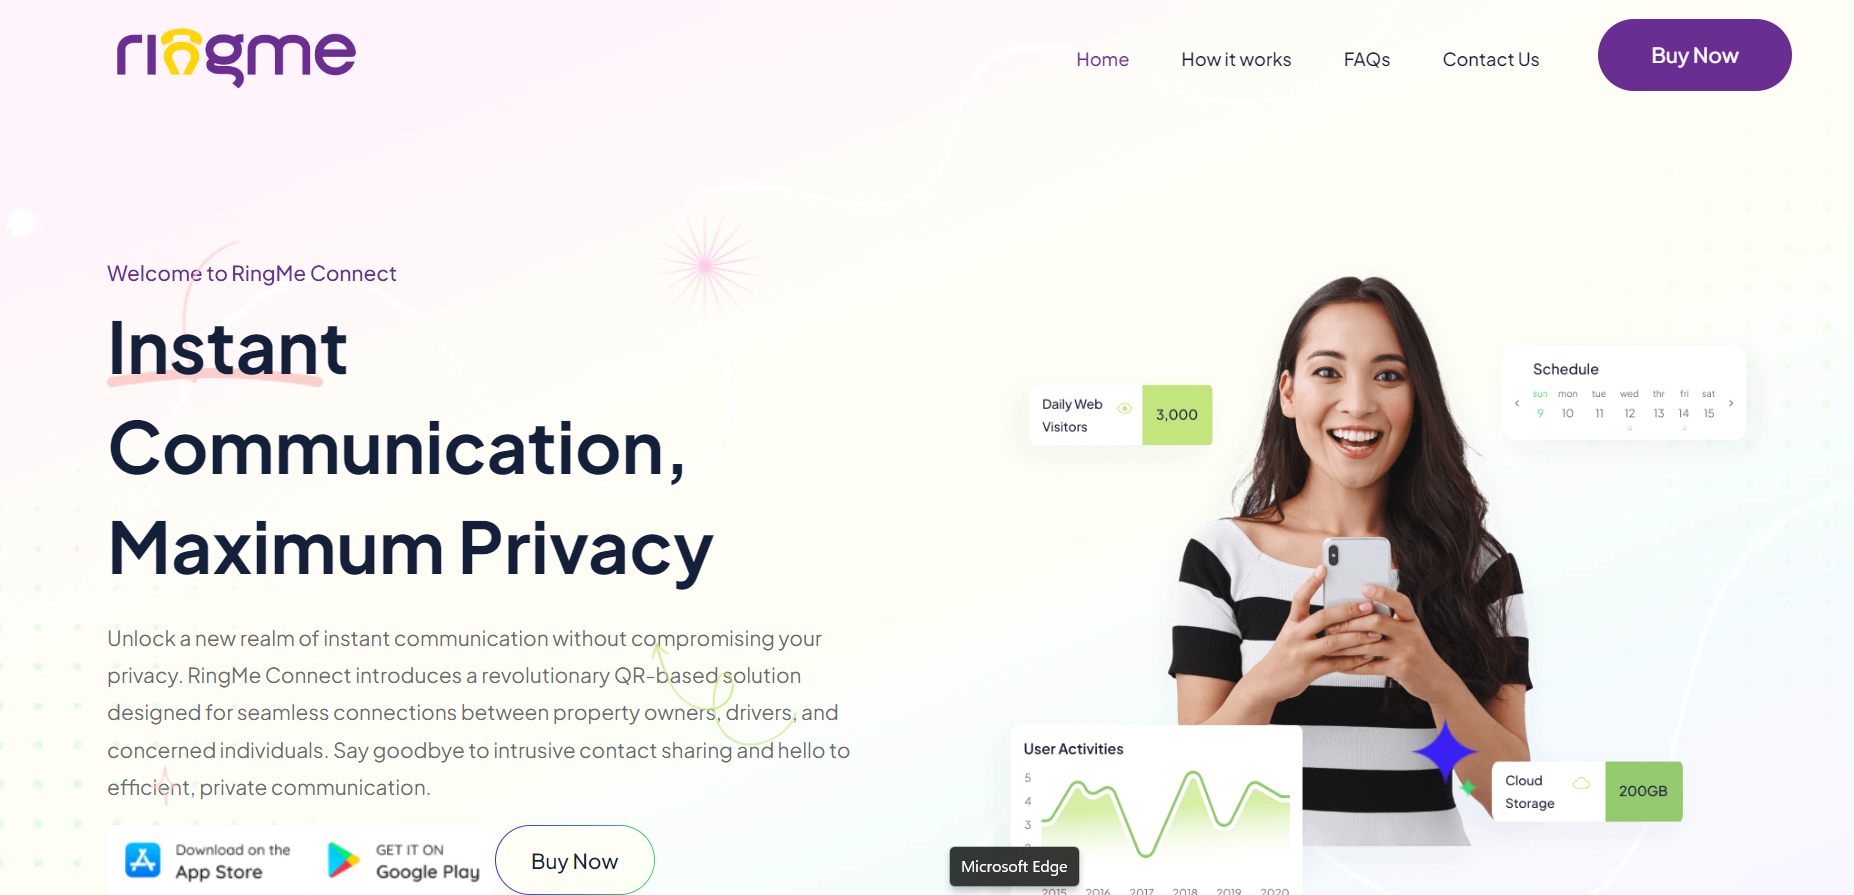 ringme
Home
How it works
FAQs
Contact Us
Buy Now
Welcome to RingMe Connect
Instant
Communication,
Maximum Privacy
Unlock a new realm of instant communication without compromising your
privacy. RingMe Connect introduces a revolutionary QR-based solution
designed for seamless connections between property owners, drivers, and
concerned individuals. Say goodbye to intrusive contact sharing and hello to
efficient, private communication.
Download on the
App Store
GET IT ON
Google Play
Buy Now
Daily Web
Visitors
3,000
Schedule
sun mon tue wed thr fri sat
< 9 10 11 12 13 14 15 >
User Activities
5
4
3
2015 2016 2017 2018 2019 2020
Cloud
Storage
200GB
Microsoft Edge